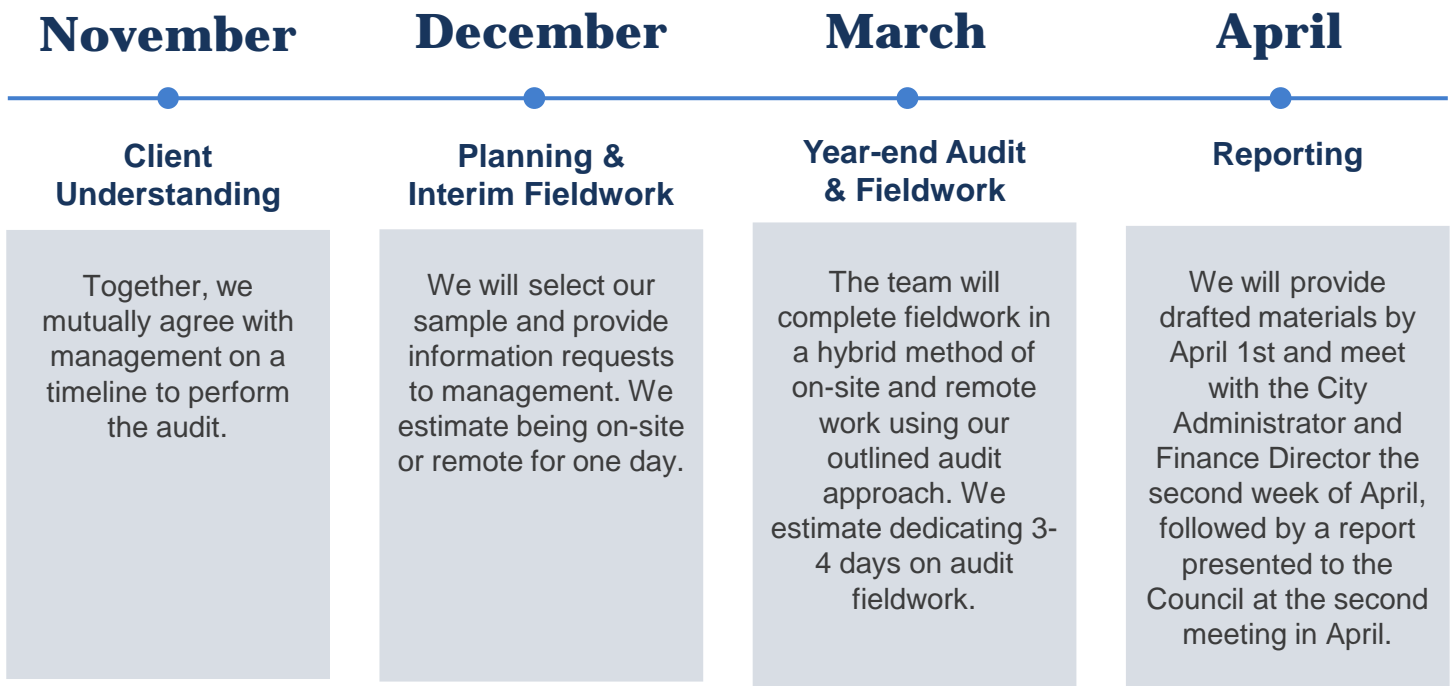 November
Client
Understanding
Together, we
mutually agree with
management on a
timeline to perform
the audit.
December
Planning &
Interim Fieldwork
We will select our
sample and provide
information requests
to management. We
estimate being on-site
or remote for one day.
March
Year-end Audit
& Fieldwork
The team will
complete fieldwork in
a hybrid method of
on-site and remote
work using our
outlined audit
approach. We
estimate dedicating 3-
4 days on audit
fieldwork.
April
Reporting
We will provide
drafted materials by
April 1st and meet
with the City
Administrator and
Finance Director the
second week of April,
followed by a report
presented to the
Council at the second
meeting in April.